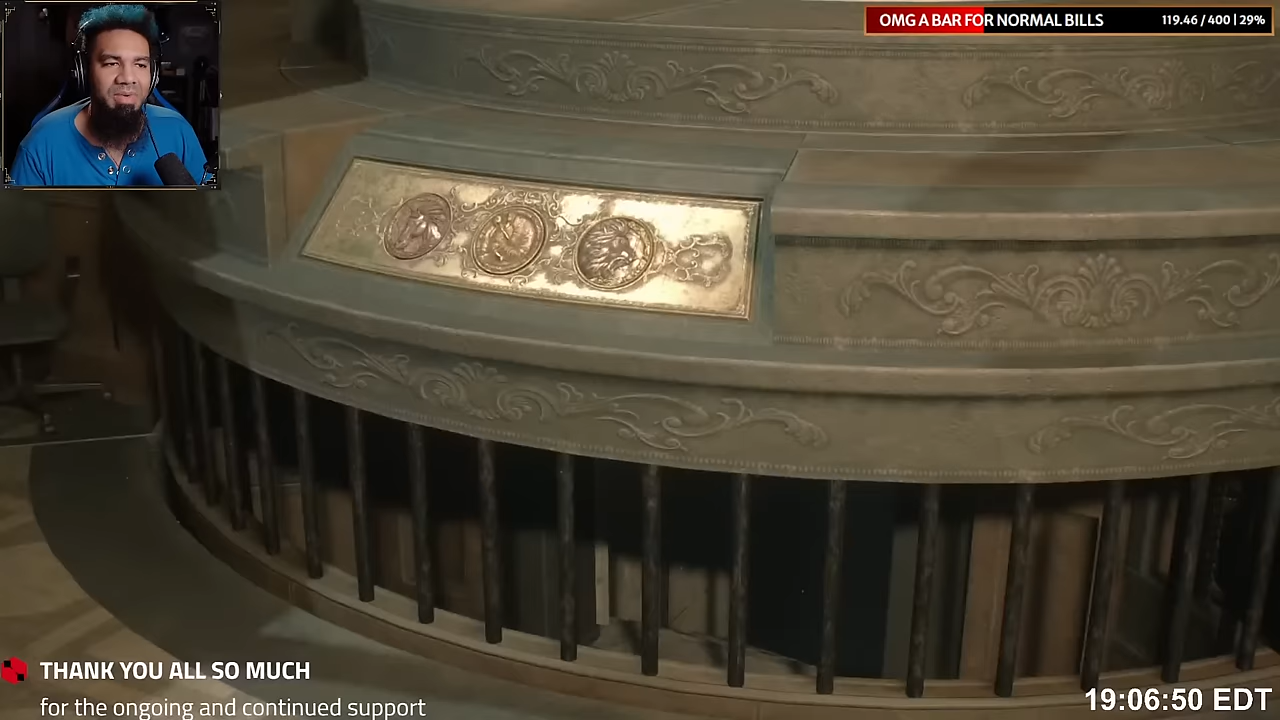 OMG A BAR FOR NORMAL BILLS 119.46 / 400 | 29%
THANK YOU ALL SO MUCH
for the ongoing and continued support
19:06:50 EDT